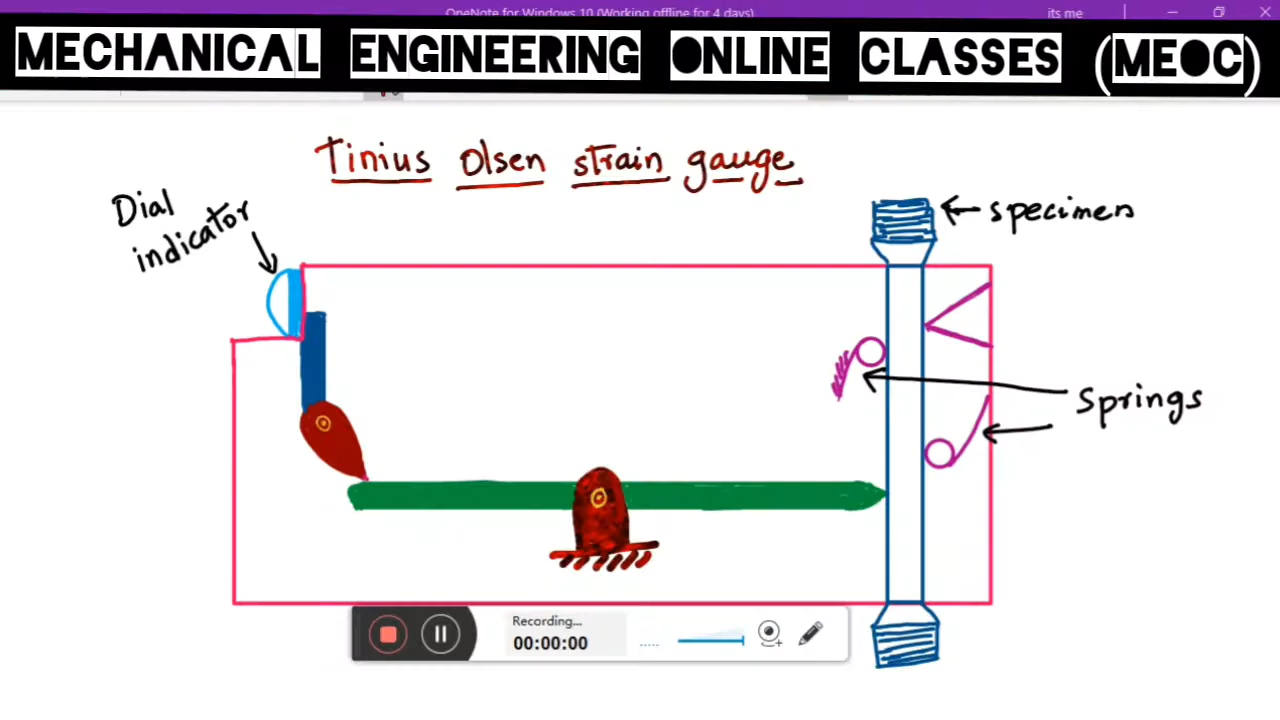 OneNote for Windows 10 (Working offline for 4 days)
its me
MECHANICAL ENGINEERING ONLINE CLASSES (MEOC)
Tinius Olsen strain gauge
Dial
indicator
specimen
Springs
Recording...
00:00:00